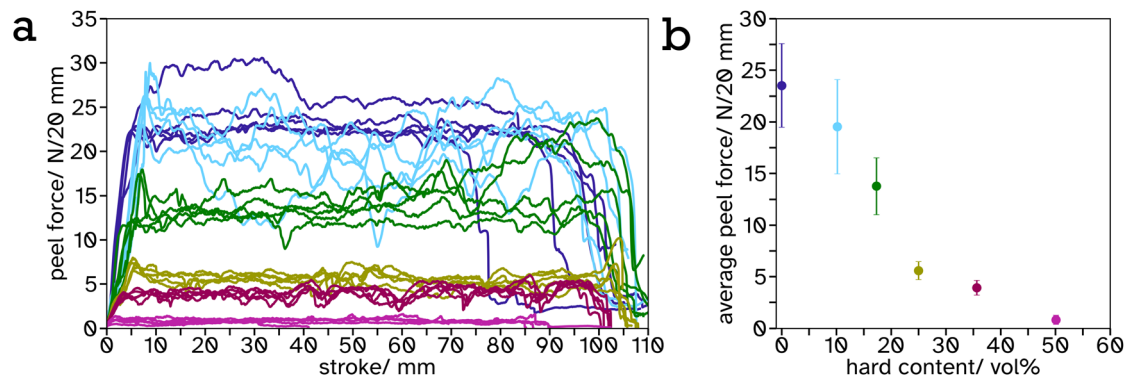 a
peel force/ N/20 mm
35
30
25
20
15
10
5
0
0 10 20 30 40 50 60 70 80 90 100 110
stroke/ mm
b
average peel force/ N/20 mm
30
25
20
15
10
5
0
0 10 20 30 40 50 60
hard content/ vol%